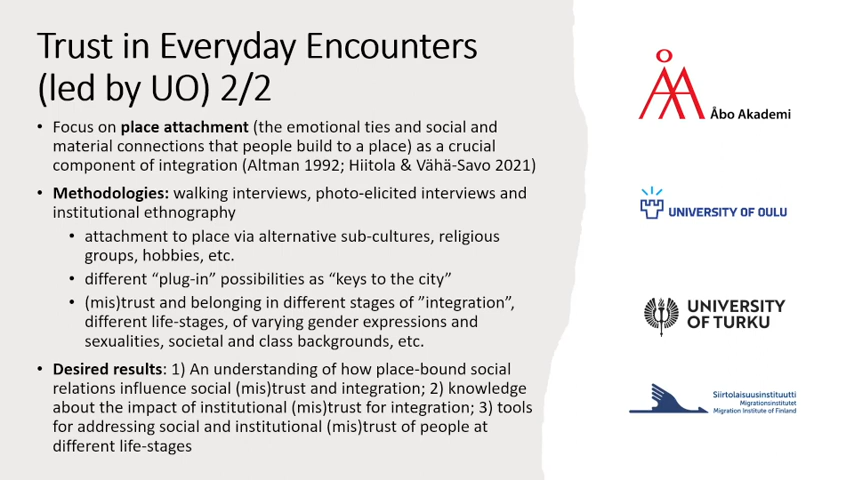 Trust in Everyday Encounters
(led by UO) 2/2
• Focus on place attachment (the emotional ties and social and
material connections that people build to a place) as a crucial
component of integration (Altman 1992; Hiitola & Vähä-Savo 2021)
• Methodologies: walking interviews, photo-elicited interviews and
institutional ethnography
• attachment to place via alternative sub-cultures, religious
groups, hobbies, etc.
• different “plug-in” possibilities as “keys to the city”
• (mis)trust and belonging in different stages of ”integration”,
different life-stages, of varying gender expressions and
sexualities, societal and class backgrounds, etc.
• Desired results: 1) An understanding of how place-bound social
relations influence social (mis)trust and integration; 2) knowledge
about the impact of institutional (mis)trust for integration; 3) tools
for addressing social and institutional (mis)trust of people at
different life-stages
Åbo Akademi
UNIVERSITY OF OULU
UNIVERSITY
OF TURKU
Siirtolaisuusinstituutti
Migrationsinstitutet
Migration Institute of Finland